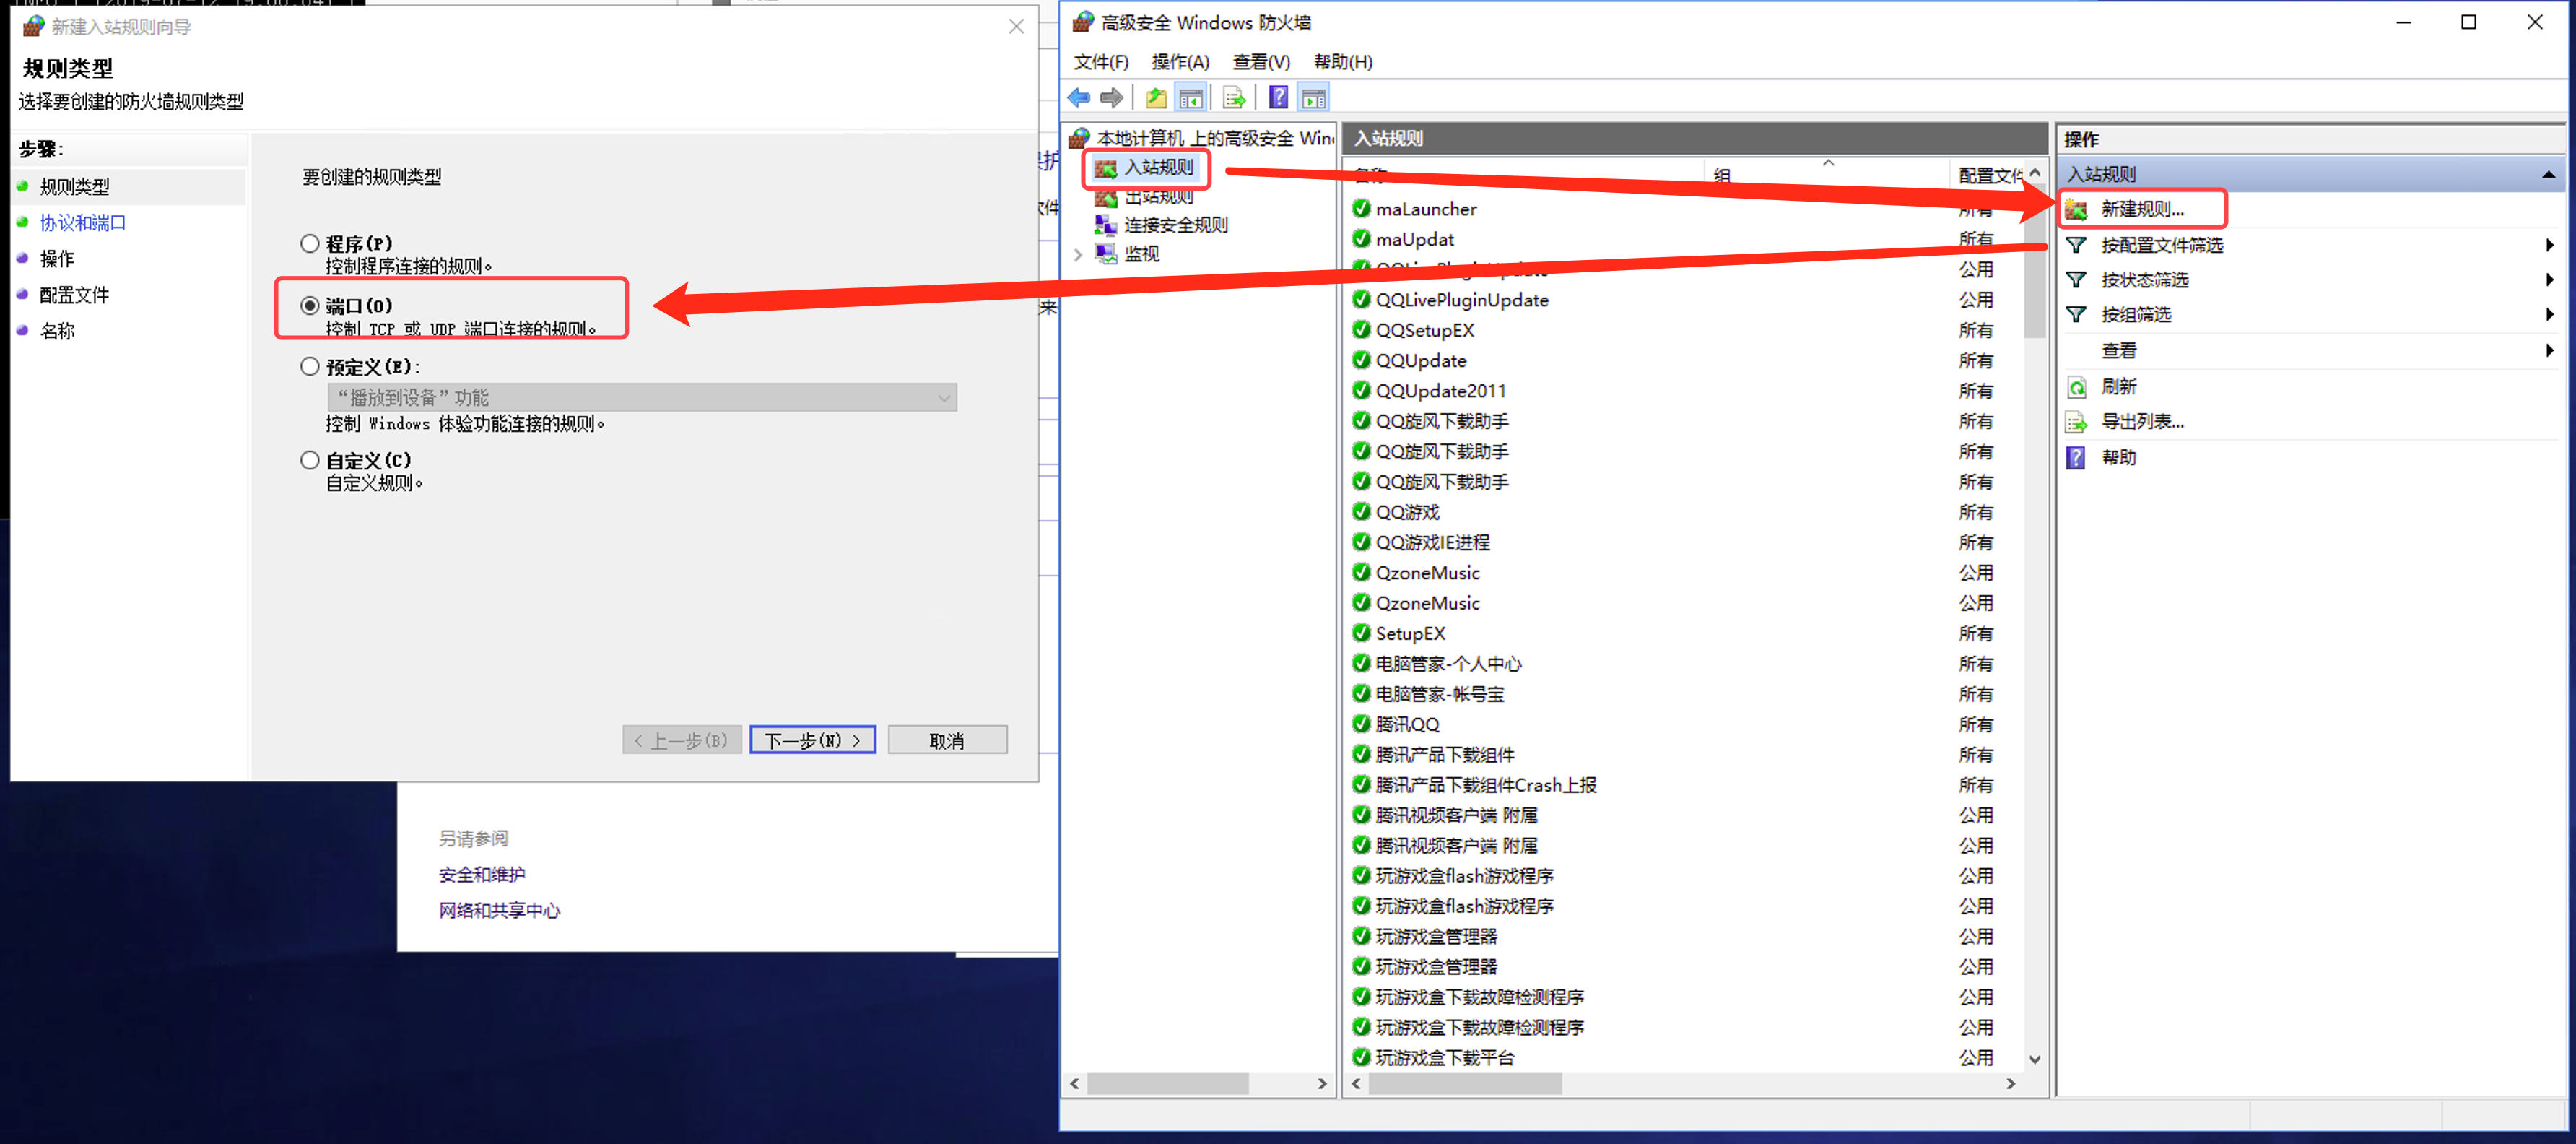 新建入站规则向导
规则类型
选择要创建的防火墙规则类型
步骤:
规则类型
协议和端口
操作
配置文件
名称
要创建的规则类型
程序(P)
控制程序连接的规则。
端口(O)
控制 TCP 或 UDP 端口连接的规则。
预定义(E):
“播放到设备”功能
控制 Windows 体验功能连接的规则。
自定义(C)
自定义规则。
< 上一步(B)
下一步(N) >
取消
另请参阅
安全和维护
网络和共享中心
高级安全 Windows 防火墙
文件(F) 操作(A) 查看(V) 帮助(H)
本地计算机 上的高级安全 Win
入站规则
出站规则
连接安全规则
监视
入站规则
名称 组 配置文件
maLauncher 所有
maUpdat 所有
QQLivePluginUpdate 公用
QQLivePluginUpdate 公用
QQSetupEX 所有
QQUpdate 所有
QQUpdate2011 所有
QQ旋风下载助手 所有
QQ旋风下载助手 所有
QQ旋风下载助手 所有
QQ游戏 所有
QQ游戏IE进程 所有
QzoneMusic 公用
QzoneMusic 公用
SetupEX 所有
电脑管家-个人中心 所有
电脑管家-帐号宝 所有
腾讯QQ 所有
腾讯产品下载组件 所有
腾讯产品下载组件Crash上报 所有
腾讯视频客户端 附属 公用
腾讯视频客户端 附属 公用
玩游戏盒flash游戏程序 公用
玩游戏盒flash游戏程序 公用
玩游戏盒管理器 公用
玩游戏盒管理器 公用
玩游戏盒下载故障检测程序 公用
玩游戏盒下载故障检测程序 公用
玩游戏盒下载平台 公用
操作
入站规则
新建规则...
按配置文件筛选
按状态筛选
按组筛选
查看
刷新
导出列表...
帮助